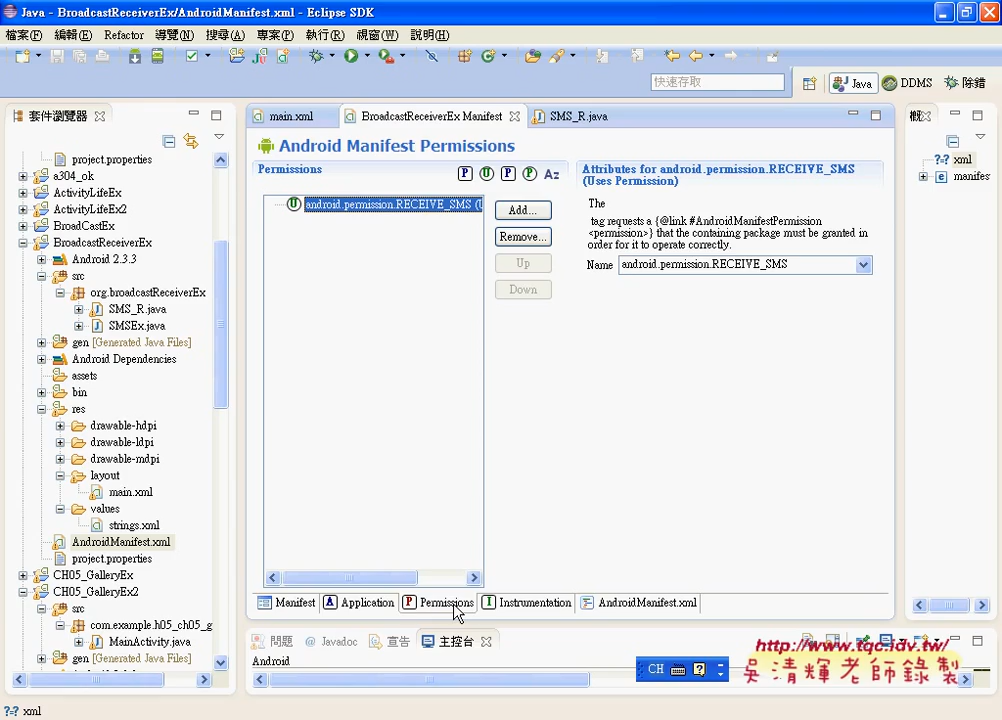 Java - BroadcastReceiverEx/AndroidManifest.xml - Eclipse SDK
檔案(F) 編輯(E) Refactor 導覽(N) 搜尋(A) 專案(P) 執行(R) 視窗(W) 說明(H)
快速存取
Java
DDMS
除錯
套件瀏覽器
main.xml
BroadcastReceiverEx Manifest
SMS_R.java
概
project.properties
a304_ok
ActivityLifeEx
ActivityLifeEx2
BroadCastEx
BroadcastReceiverEx
Android 2.3.3
src
org.broadcastReceiverEx
SMS_R.java
SMSEx.java
gen [Generated Java Files]
Android Dependencies
assets
bin
res
drawable-hdpi
drawable-ldpi
drawable-mdpi
layout
main.xml
values
strings.xml
AndroidManifest.xml
project.properties
CH05_GalleryEx
CH05_GalleryEx2
src
com.example.h05_ch05_g
MainActivity.java
gen [Generated Java Files]
Android Manifest Permissions
Permissions
P U P P Az
U android.permission.RECEIVE_SMS (U
Add...
Remove...
Up
Down
Attributes for android.permission.RECEIVE_SMS
(Uses Permission)
The
tag requests a {@link #AndroidManifestPermission
<permission>} that the containing package must be granted in
order for it to operate correctly.
Name android.permission.RECEIVE_SMS
xml
manifes
Manifest
Application
Permissions
Instrumentation
AndroidManifest.xml
問題
Javadoc
宣告
主控台
Android
CH
http://www.tqc.idv.tw/
吳清輝老師錄製
xml